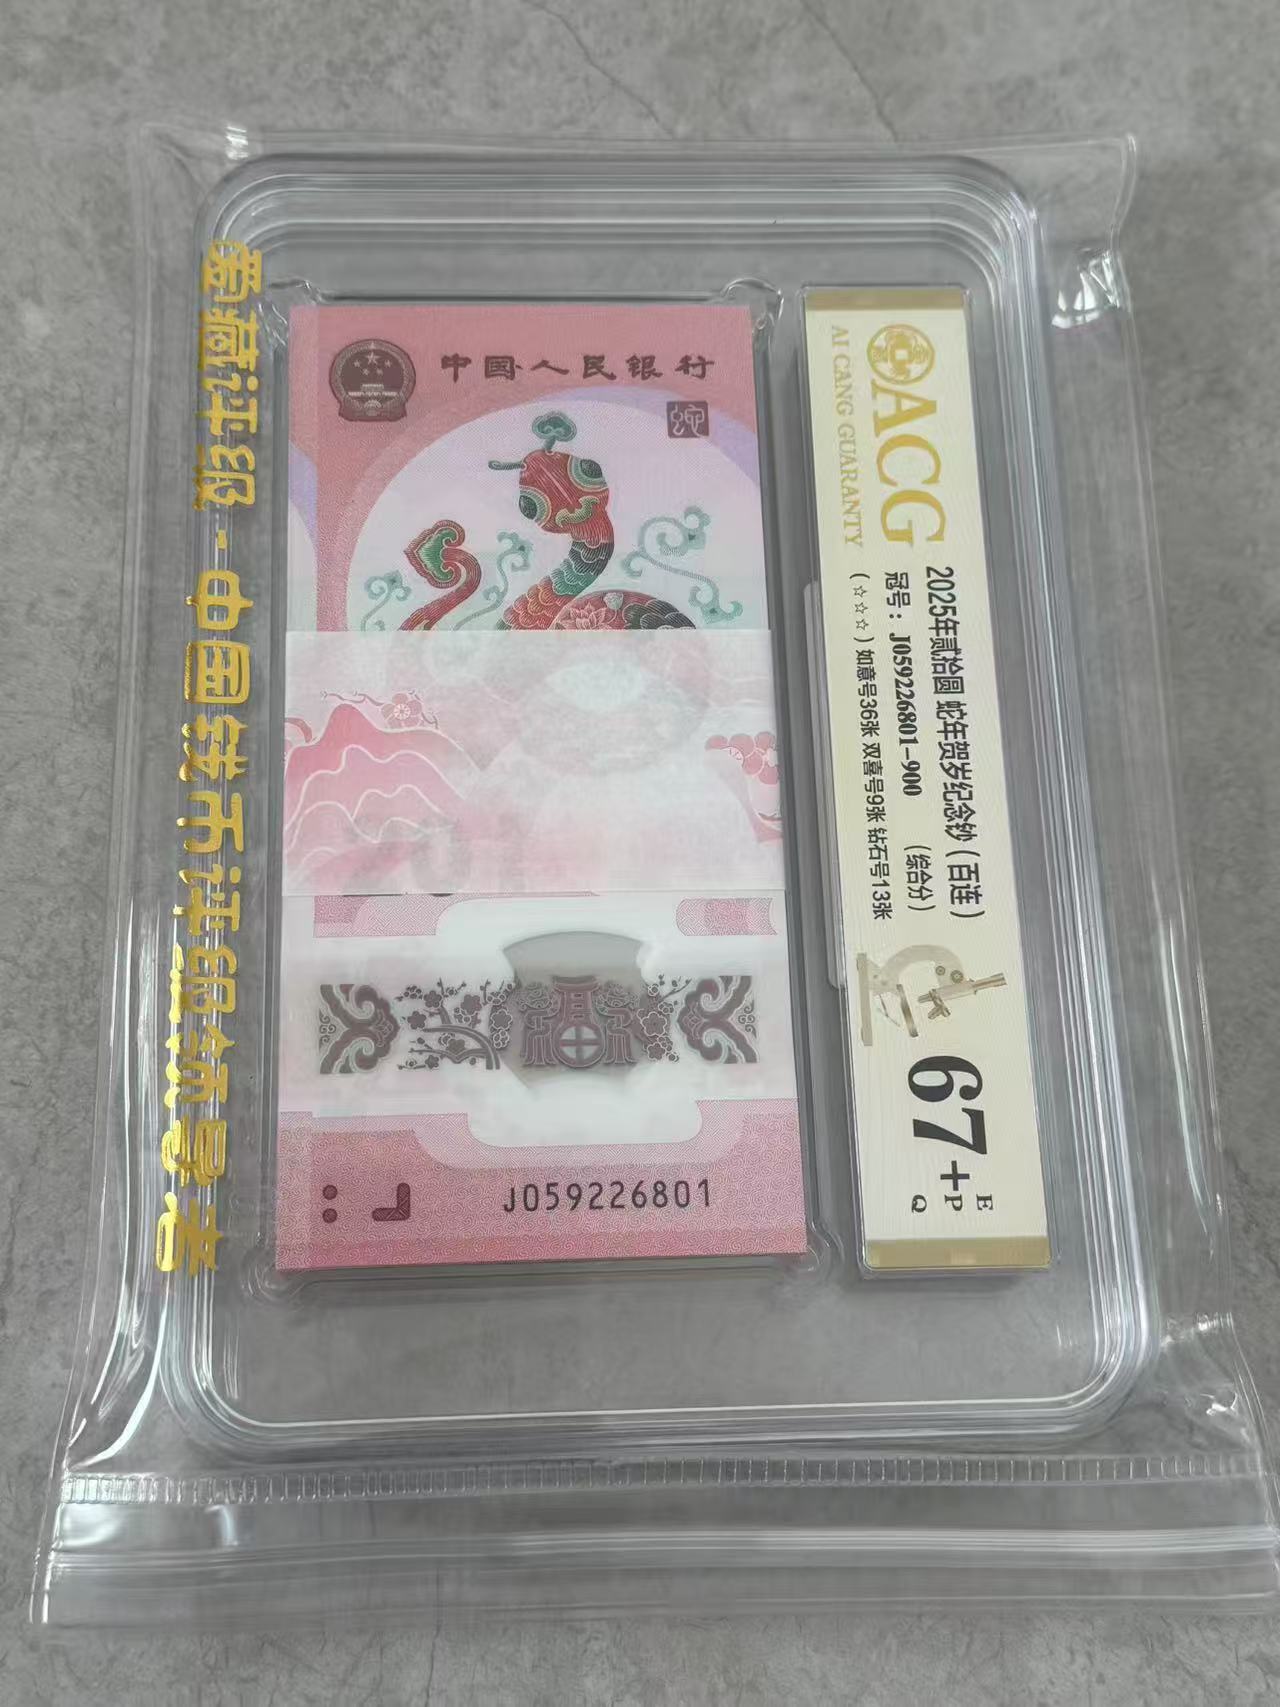 爱藏评级-中国钱币评级领导者
中国人民银行
蛇
J059226801
ACG
AI CANG GUARANTY
2025年贰拾圆 蛇年贺岁纪念钞（百连）
冠号：J059226801-900 （综合分）
（☆☆☆）如意号36张 双喜号9张 钻石号13张
67+ E
P
Q